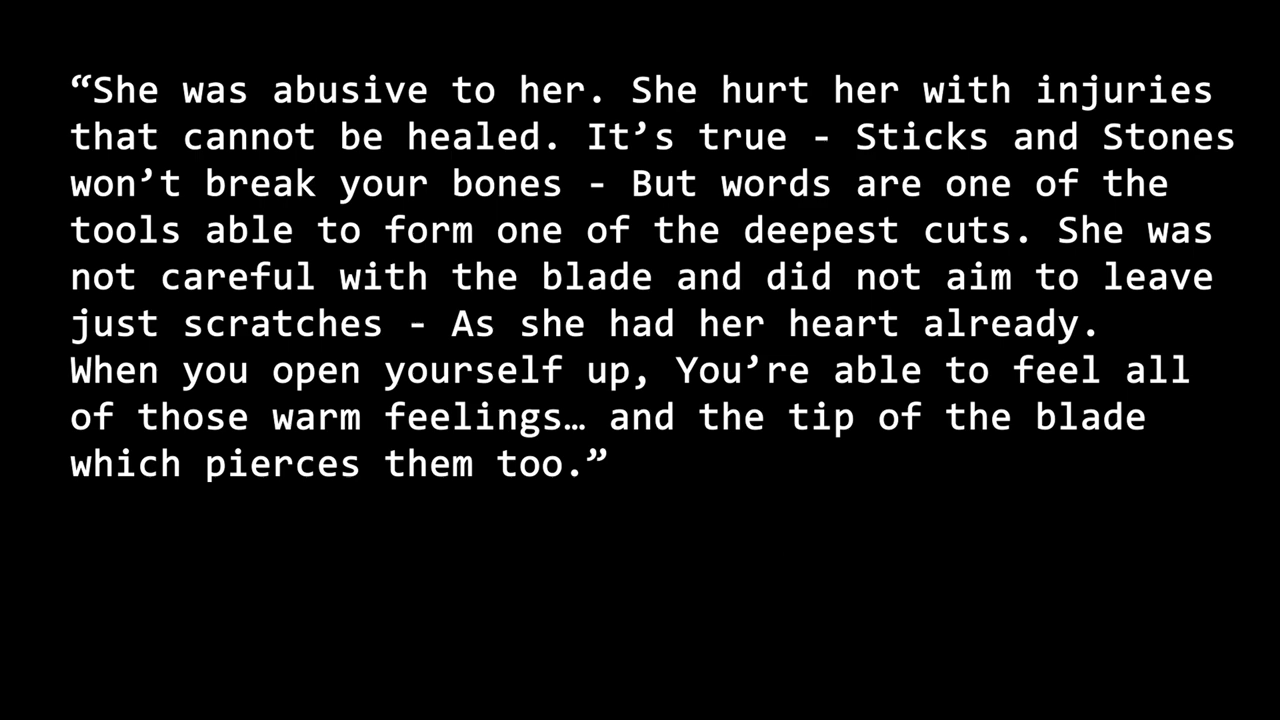 “She was abusive to her. She hurt her with injuries
that cannot be healed. It’s true - Sticks and Stones
won’t break your bones - But words are one of the
tools able to form one of the deepest cuts. She was
not careful with the blade and did not aim to leave
just scratches - As she had her heart already.
When you open yourself up, You’re able to feel all
of those warm feelings… and the tip of the blade
which pierces them too.”